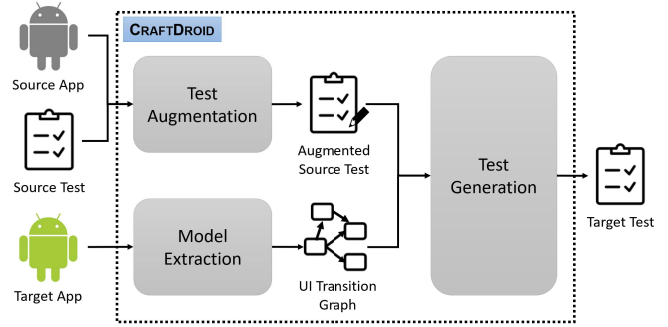 CRAFTDROID
Source App
Test
Augmentation
Augmented
Source Test
Source Test
Test
Generation
Target Test
Model
Extraction
Target App
UI Transition
Graph